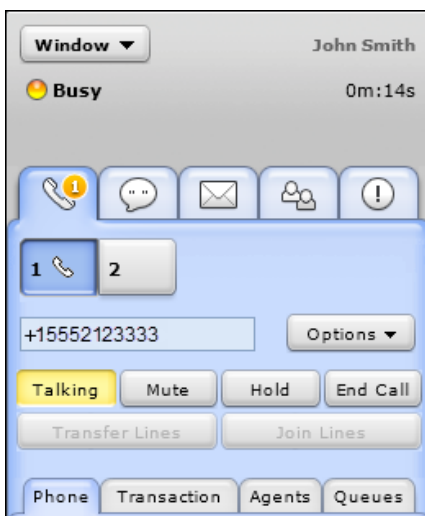 Window John Smith
Busy 0m:14s
1
1 2
+15552123333 Options
Talking Mute Hold End Call
Transfer Lines Join Lines
Phone Transaction Agents Queues